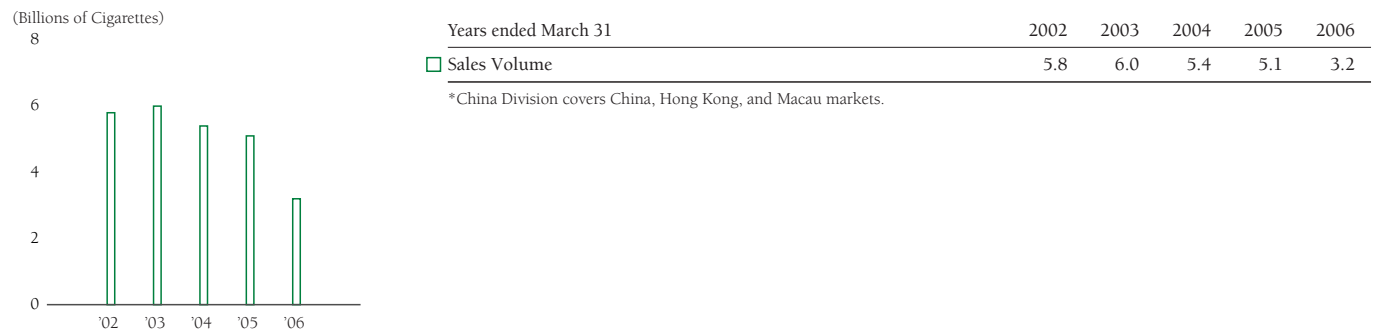 (Billions of Cigarettes)
8
6
4
2
0
’02 ’03 ’04 ’05 ’06
Years ended March 31 2002 2003 2004 2005 2006
Sales Volume 5.8 6.0 5.4 5.1 3.2
*China Division covers China, Hong Kong, and Macau markets.